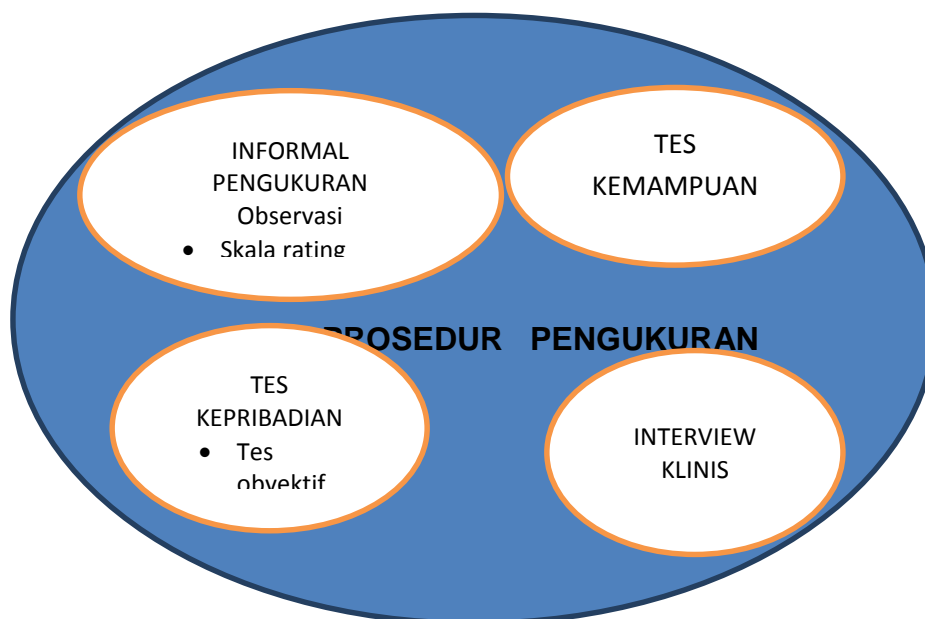 INFORMAL
PENGUKURAN
Observasi
• Skala rating
TES
KEMAMPUAN
PROSEDUR PENGUKURAN
TES
KEPRIBADIAN
• Tes
obyektif
INTERVIEW
KLINIS